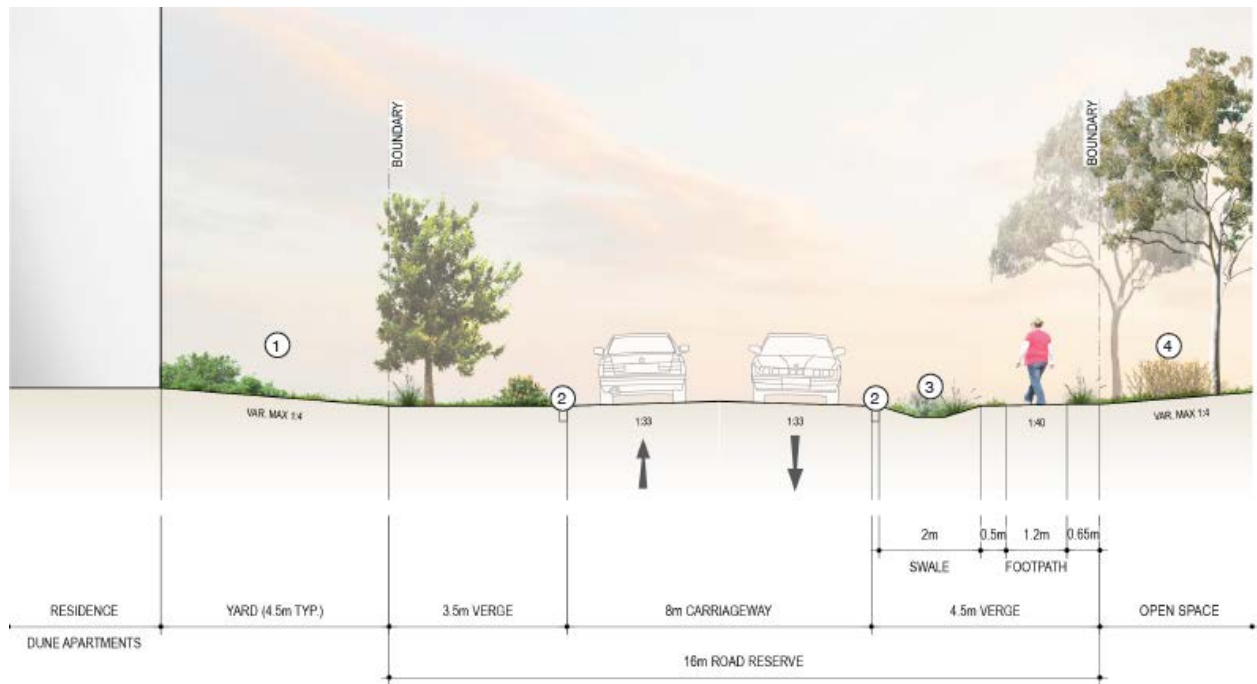 BOUNDARY
BOUNDARY
1
4
2
2
3
VAR. MAX 1:4
1:33
1:33
1:40
VAR. MAX 1:4
2m
0.5m
1.2m
0.65m
SWALE
FOOTPATH
RESIDENCE
YARD (4.5m TYP.)
3.5m VERGE
8m CARRIAGEWAY
4.5m VERGE
OPEN SPACE
DUNE APARTMENTS
16m ROAD RESERVE